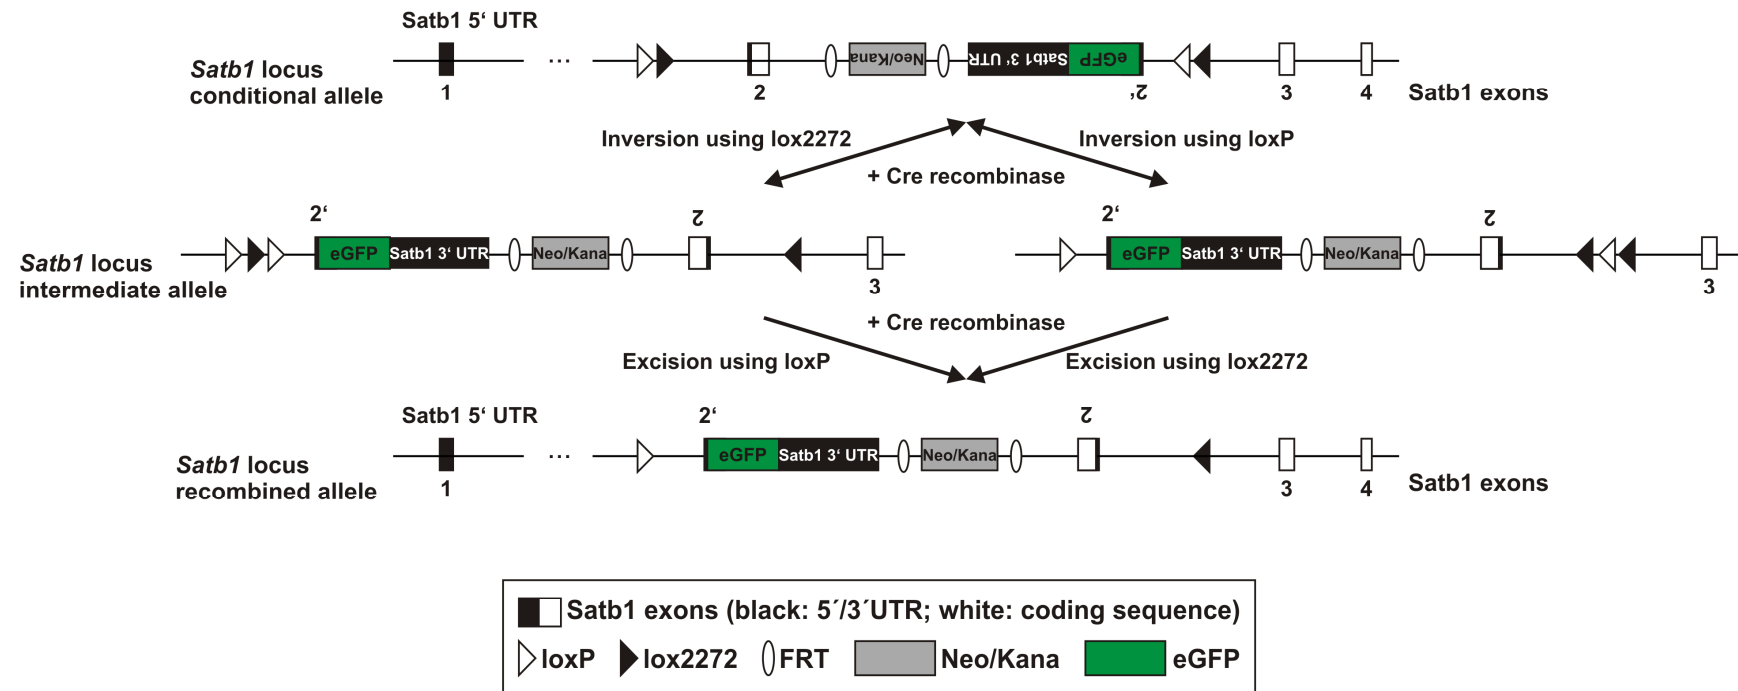 Satb1 5‘ UTR
Satb1 locus
conditional allele
...
Neo/Kana
Satb1 3‘ UTR
eGFP
1
2
2‘
3
4
Satb1 exons
Inversion using lox2272
Inversion using loxP
+ Cre recombinase
2‘
2
2‘
2
Satb1 locus
intermediate allele
eGFP
Satb1 3‘ UTR
Neo/Kana
3
eGFP
Satb1 3‘ UTR
Neo/Kana
3
+ Cre recombinase
Excision using loxP
Excision using lox2272
Satb1 5‘ UTR
2‘
2
Satb1 locus
recombined allele
...
eGFP
Satb1 3‘ UTR
Neo/Kana
1
3
4
Satb1 exons
Satb1 exons (black: 5´/3´UTR; white: coding sequence)
loxP lox2272 FRT Neo/Kana eGFP